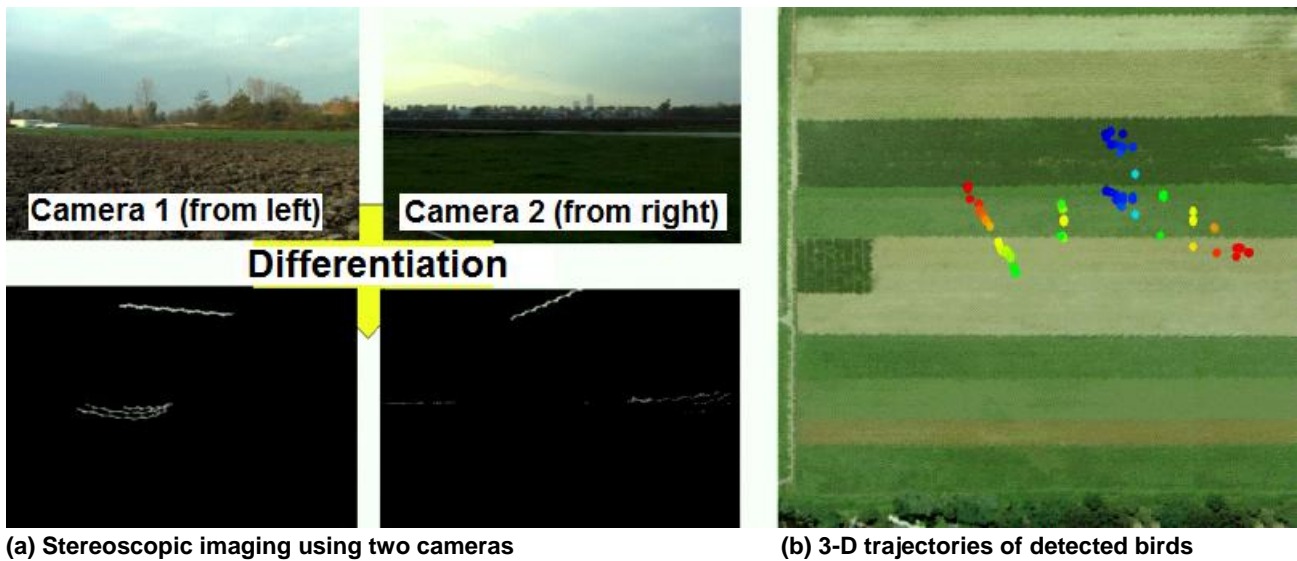 Camera 1 (from left)
Camera 2 (from right)
Differentiation
(a) Stereoscopic imaging using two cameras
(b) 3-D trajectories of detected birds